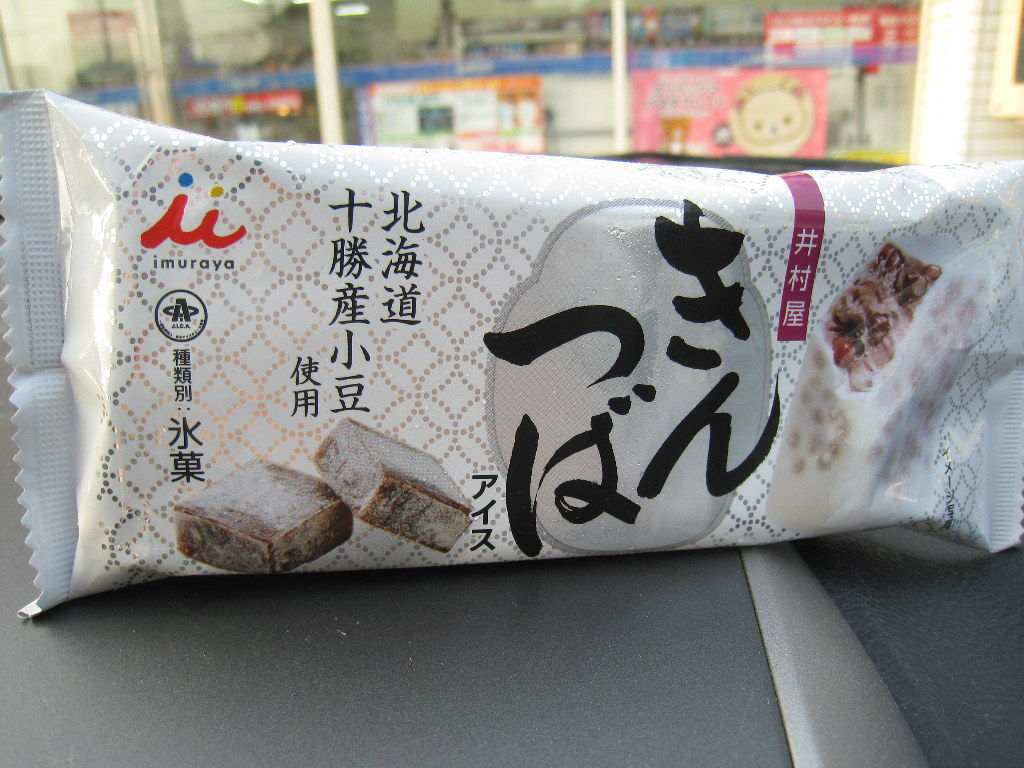 imuraya
J.I.C.A.
種類別:氷菓
北海道
十勝産小豆
使用
井村屋
きん
つば
アイス